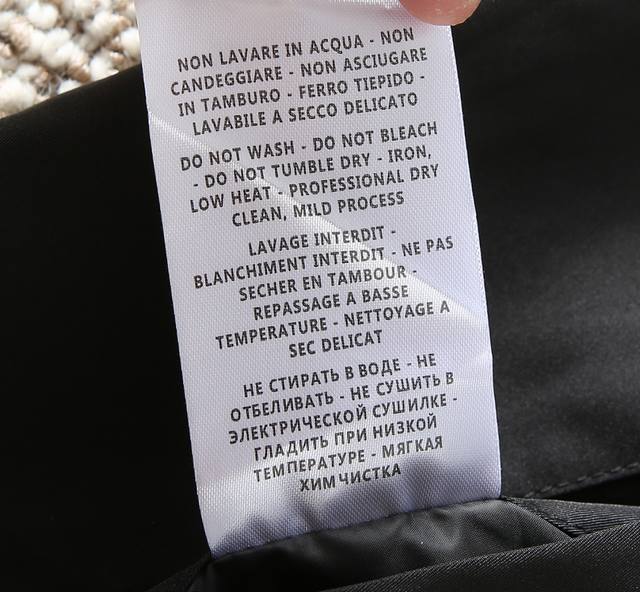 NON LAVARE IN ACQUA - NON
CANDEGGIARE - NON ASCIUGARE
IN TAMBURO - FERRO TIEPIDO -
LAVABILE A SECCO DELICATO
DO NOT WASH - DO NOT BLEACH
- DO NOT TUMBLE DRY - IRON,
LOW HEAT - PROFESSIONAL DRY
CLEAN, MILD PROCESS
LAVAGE INTERDIT -
BLANCHIMENT INTERDIT - NE PAS
SECHER EN TAMBOUR -
REPASSAGE A BASSE
TEMPERATURE - NETTOYAGE A
SEC DELICAT
НЕ СТИРАТЬ В ВОДЕ - НЕ
ОТБЕЛИВАТЬ - НЕ СУШИТЬ В
ЭЛЕКТРИЧЕСКОЙ СУШИЛКЕ -
ГЛАДИТЬ ПРИ НИЗКОЙ
ТЕМПЕРАТУРЕ - МЯГКАЯ
ХИМЧИСТКА